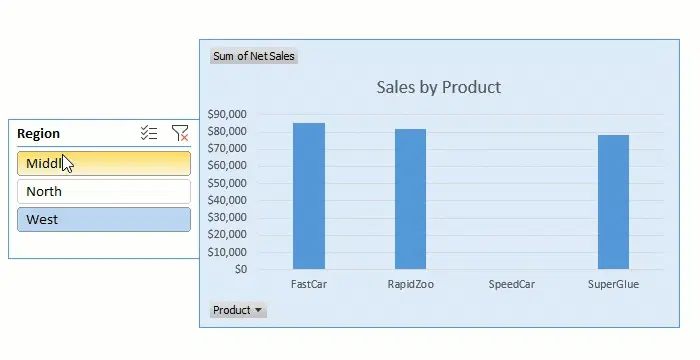 Sum of Net Sales
Sales by Product
Region
Middl
North
West
$90,000
$80,000
$70,000
$60,000
$50,000
$40,000
$30,000
$20,000
$10,000
$0
FastCar RapidZoo SpeedCar SuperGlue
Product